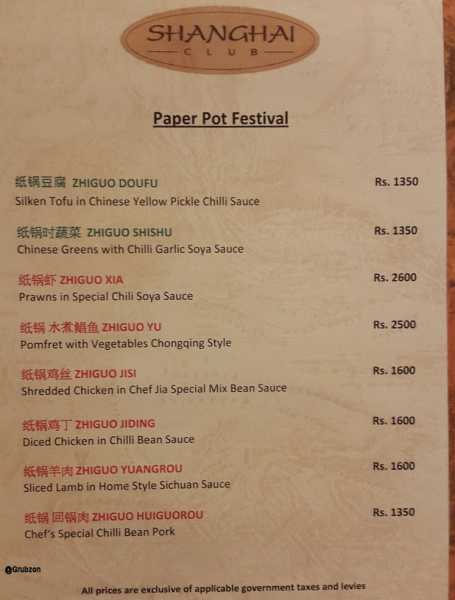 SHANGHAI
CLUB
Paper Pot Festival
纸锅豆腐 ZHIGUO DOUFU Rs. 1350
Silken Tofu in Chinese Yellow Pickle Chilli Sauce
纸锅时蔬菜 ZHIGUO SHISHU Rs. 1350
Chinese Greens with Chilli Garlic Soya Sauce
纸锅虾 ZHIGUO XIA Rs. 2600
Prawns in Special Chili Soya Sauce
纸锅 水煮鲳鱼 ZHIGUO YU Rs. 2500
Pomfret with Vegetables Chongqing Style
纸锅鸡丝 ZHIGUO JISI Rs. 1600
Shredded Chicken in Chef Jia Special Mix Bean Sauce
纸锅鸡丁 ZHIGUO JIDING Rs. 1600
Diced Chicken in Chilli Bean Sauce
纸锅羊肉 ZHIGUO YUANGROU Rs. 1600
Sliced Lamb in Home Style Sichuan Sauce
纸锅 回锅肉 ZHIGUO HUIGUOROU Rs. 1350
Chef's Special Chilli Bean Pork
@Grubzon
All prices are exclusive of applicable government taxes and levies